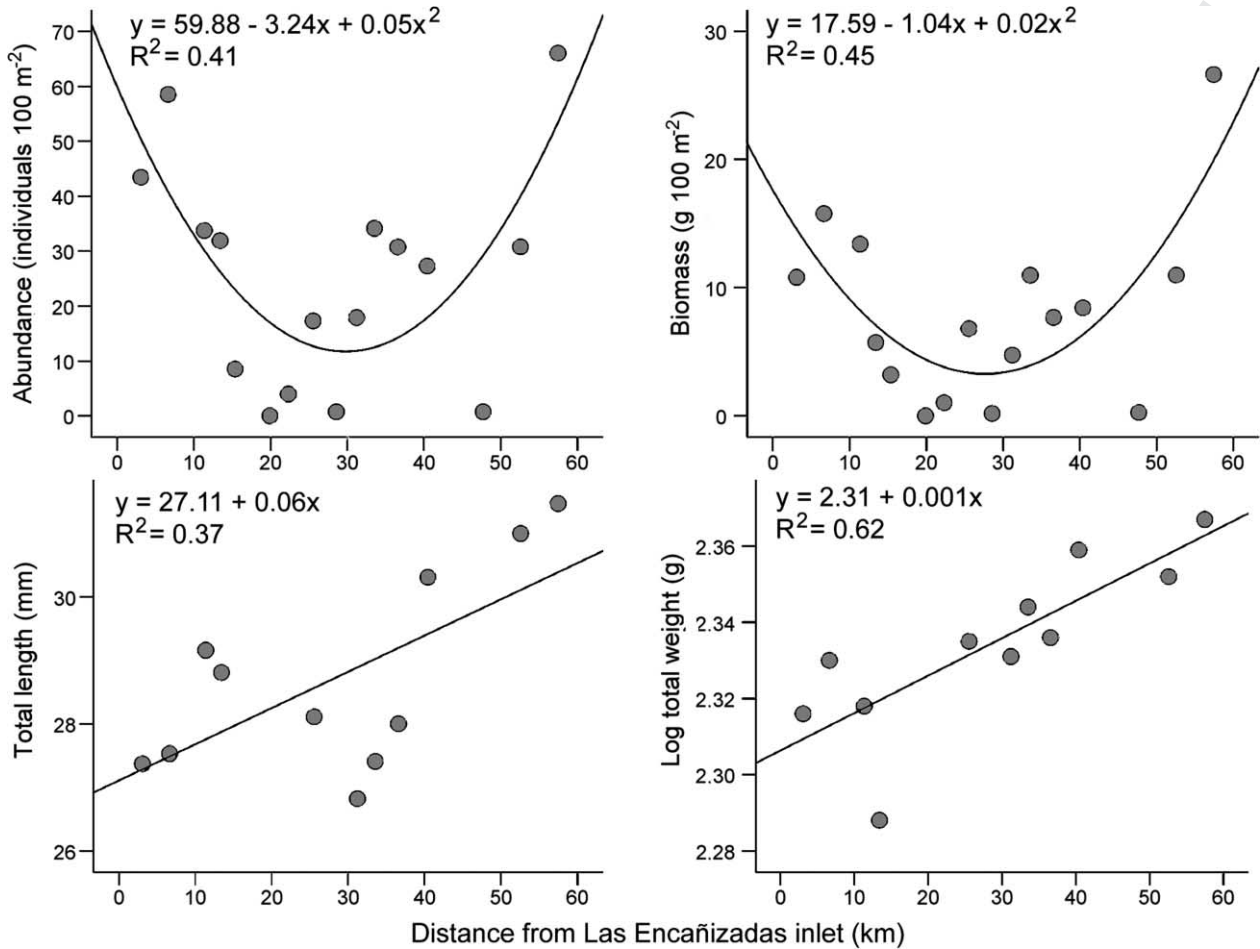 y = 59.88 - 3.24x + 0.05x²
R² = 0.41
Abundance (individuals 100 m⁻²)
70
60
50
40
30
20
10
0
0 10 20 30 40 50 60
y = 17.59 - 1.04x + 0.02x²
R² = 0.45
Biomass (g 100 m⁻²)
30
20
10
0
0 10 20 30 40 50 60
y = 27.11 + 0.06x
R² = 0.37
Total length (mm)
30
28
26
0 10 20 30 40 50 60
y = 2.31 + 0.001x
R² = 0.62
Log total weight (g)
2.36
2.34
2.32
2.30
2.28
0 10 20 30 40 50 60
Distance from Las Encañizadas inlet (km)